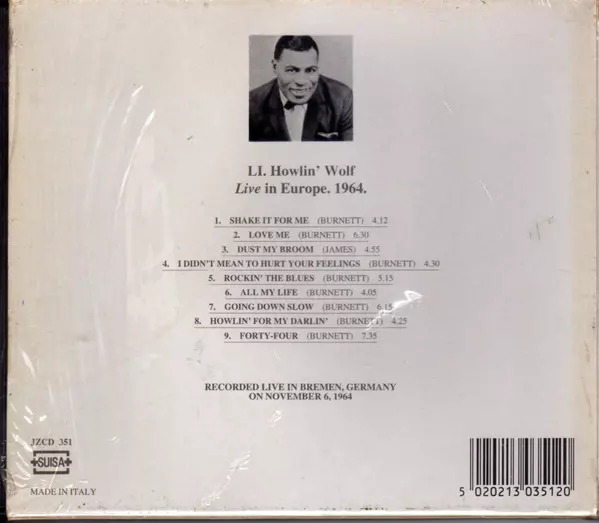 LI. Howlin' Wolf
Live in Europe. 1964.
1. SHAKE IT FOR ME (BURNETT) 4.12
2. LOVE ME (BURNETT) 6.30
3. DUST MY BROOM (JAMES) 4.55
4. I DIDN'T MEAN TO HURT YOUR FEELINGS (BURNETT) 4.30
5. ROCKIN' THE BLUES (BURNETT) 5.15
6. ALL MY LIFE (BURNETT) 4.05
7. GOING DOWN SLOW (BURNETT) 6.15
8. HOWLIN' FOR MY DARLIN' (BURNETT) 4.25
9. FORTY-FOUR (BURNETT) 7.35
RECORDED LIVE IN BREMEN, GERMANY
ON NOVEMBER 6, 1964
JZCD 351
SUISA
MADE IN ITALY
5 020213 035120